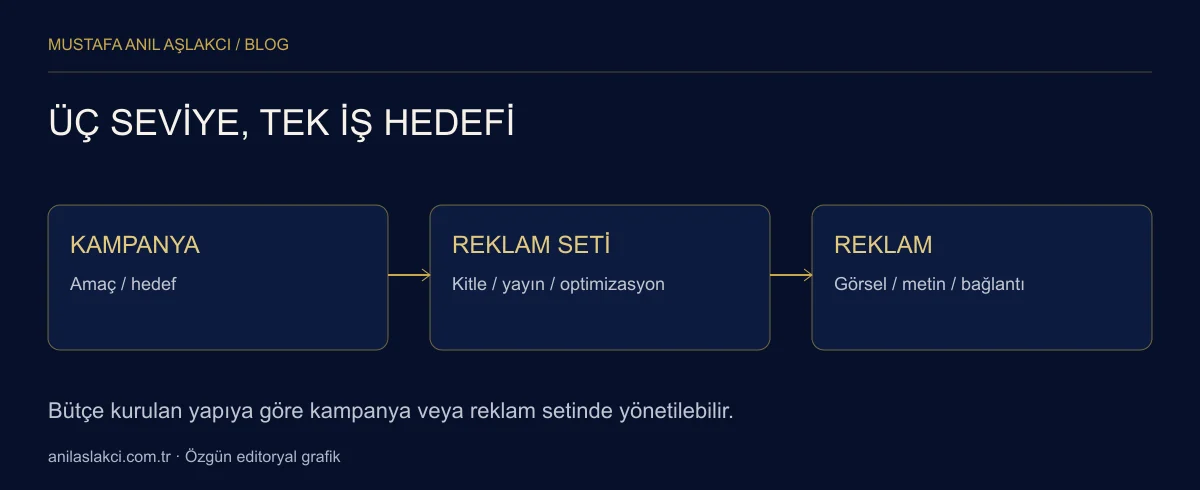 MUSTAFA ANIL AŞLAKCI / BLOG
ÜÇ SEVİYE, TEK İŞ HEDEFİ
KAMPANYA
Amaç / hedef
REKLAM SETİ
Kitle / yayın / optimizasyon
REKLAM
Görsel / metin / bağlantı
Bütçe kurulan yapıya göre kampanya veya reklam setinde yönetilebilir.
anilaslakci.com.tr · Özgün editoryal grafik